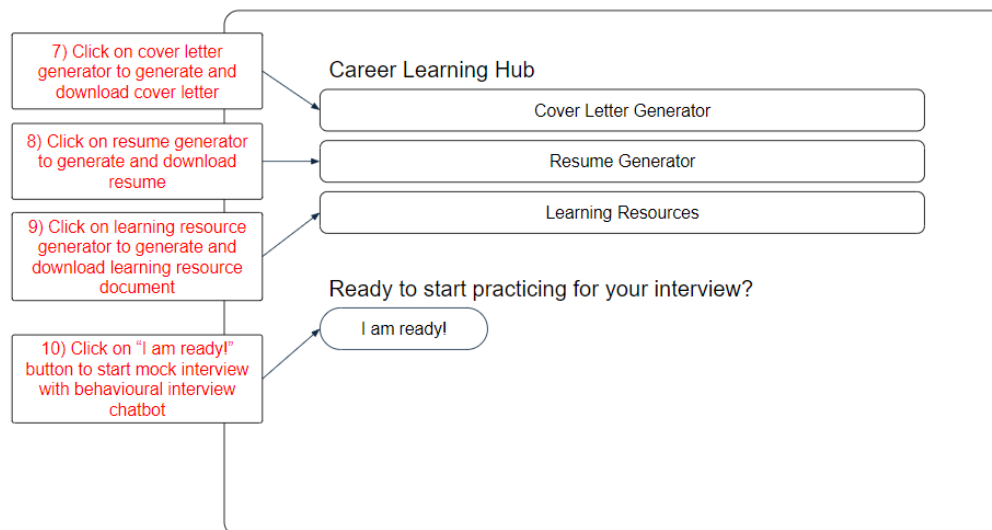 7) Click on cover letter
generator to generate and
download cover letter
Career Learning Hub
Cover Letter Generator
8) Click on resume generator
to generate and download
resume
Resume Generator
9) Click on learning resource
generator to generate and
download learning resource
document
Learning Resources
Ready to start practicing for your interview?
I am ready!
10) Click on “I am ready!”
button to start mock interview
with behavioural interview
chatbot